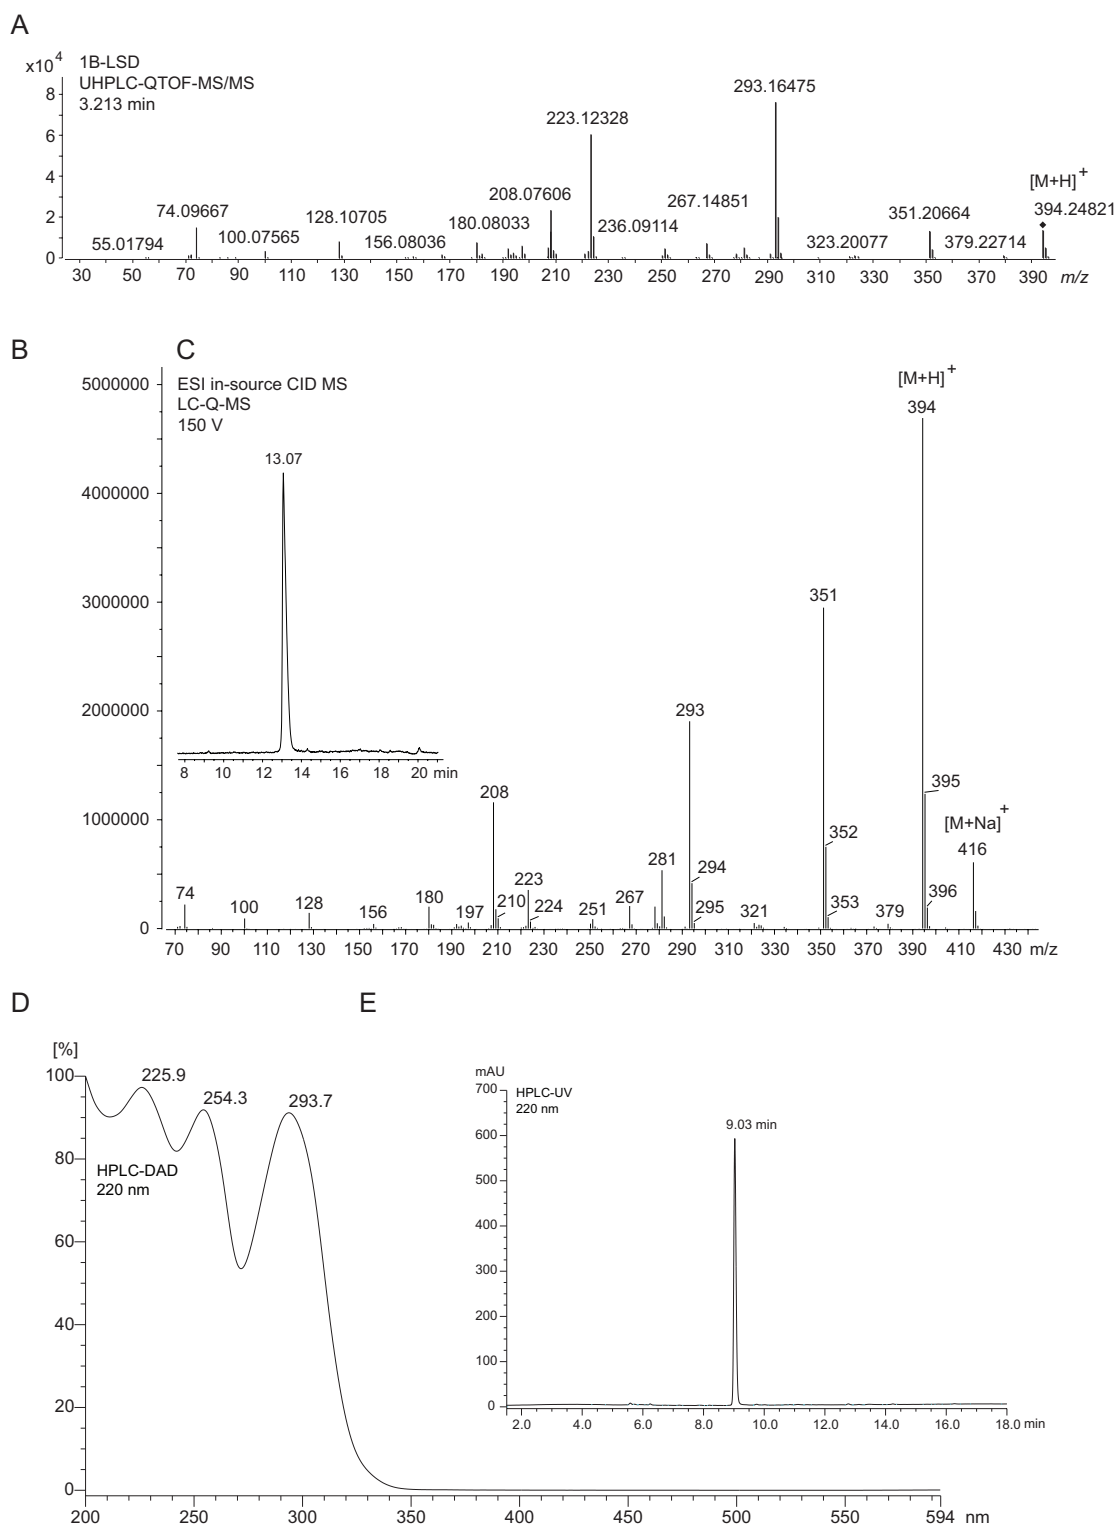 A
x10^4
1B-LSD
UHPLC-QTOF-MS/MS
3.213 min
8
6
4
2
0
55.01794
74.09667
100.07565
128.10705
156.08036
180.08033
208.07606
223.12328
236.09114
267.14851
293.16475
323.20077
351.20664
379.22714
[M+H]+
394.24821
30 50 70 90 110 130 150 170 190 210 230 250 270 290 310 330 350 370 390 m/z
B
C
ESI in-source CID MS
LC-Q-MS
150 V
5000000
4000000
3000000
2000000
1000000
0
13.07
8 10 12 14 16 18 20 min
74
100
128
156
180
197
208
210
223
224
251
267
281
293
294
295
321
351
352
353
379
[M+H]+
394
395
396
[M+Na]+
416
70 90 110 130 150 170 190 210 230 250 270 290 310 330 350 370 390 410 430 m/z
D
[%]
100
80
60
40
20
0
225.9
254.3
293.7
HPLC-DAD
220 nm
200 250 300 350 400 450 500 550 594 nm
E
mAU
700
600
500
400
300
200
100
0
HPLC-UV
220 nm
9.03 min
2.0 4.0 6.0 8.0 10.0 12.0 14.0 16.0 18.0 min